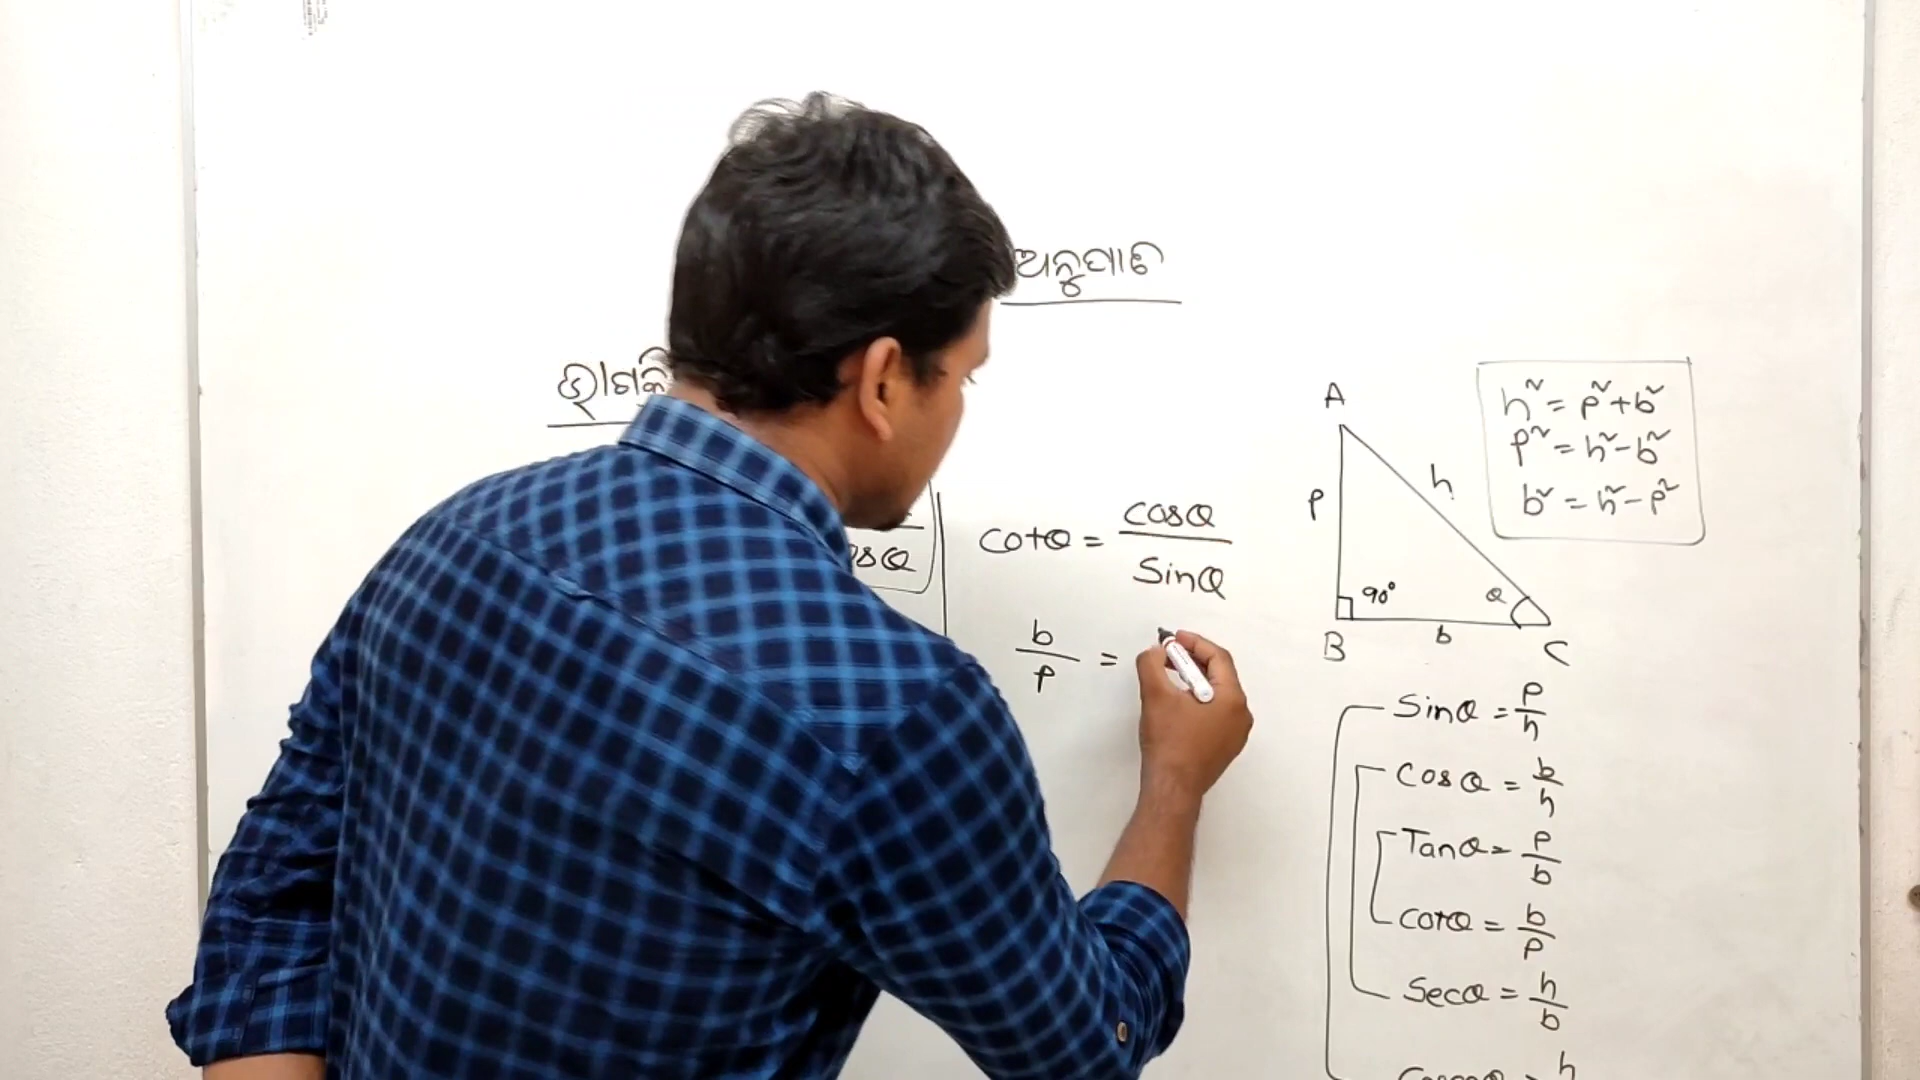 ଅନୁପାତ
cotθ = cosθ / sinθ
b/p =
A
p
h
90°
θ
B
b
C
h² = p²+b²
p² = h²-b²
b² = h²-p²
Sinθ = p/h
Cosθ = b/h
Tanθ = p/b
Cotθ = b/p
Secθ = h/b